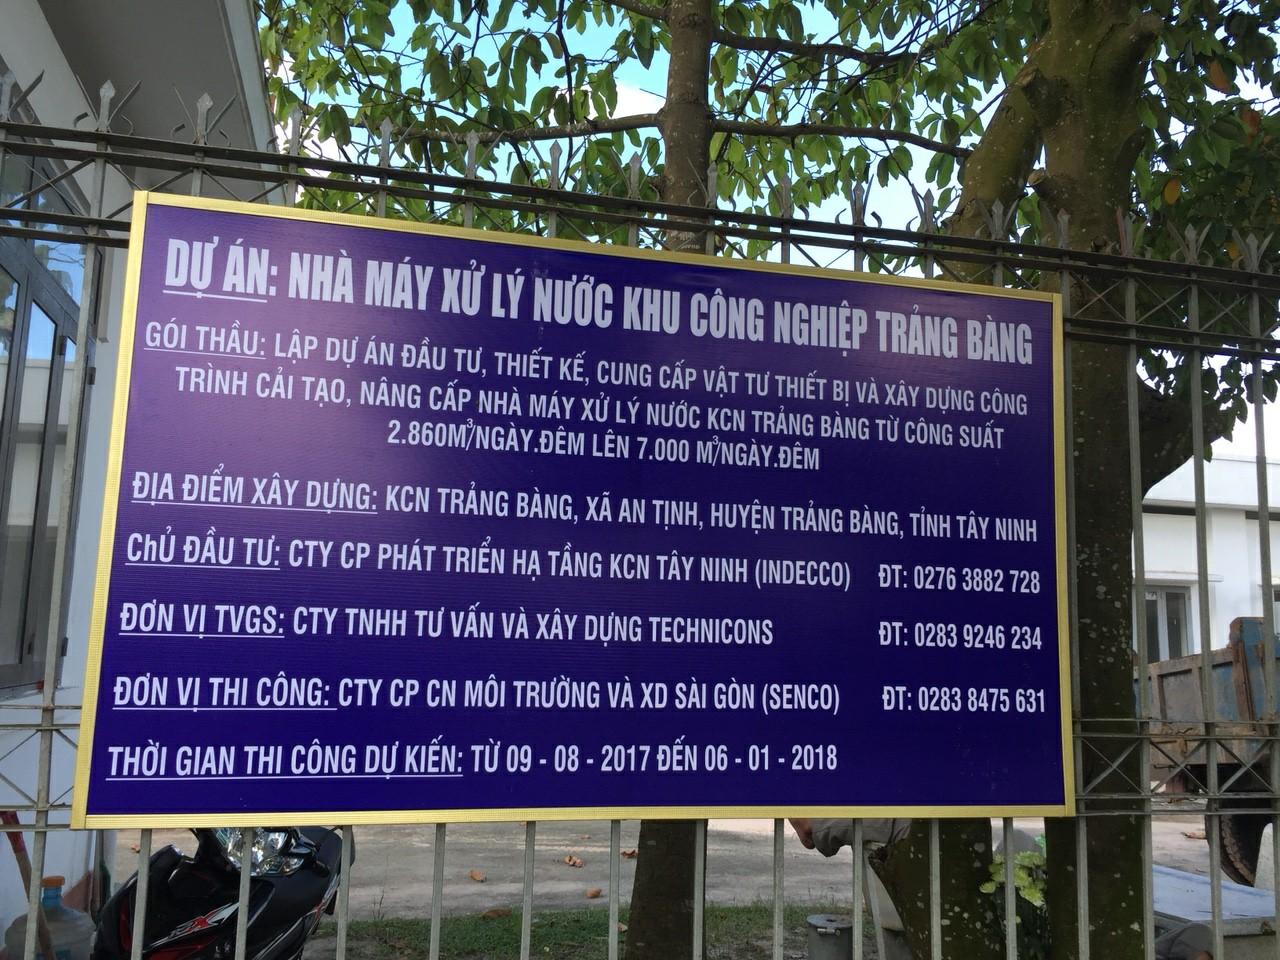 DỰ ÁN: NHÀ MÁY XỬ LÝ NƯỚC KHU CÔNG NGHIỆP TRẢNG BÀNG
GÓI THẦU: LẬP DỰ ÁN ĐẦU TƯ, THIẾT KẾ, CUNG CẤP VẬT TƯ THIẾT BỊ VÀ XÂY DỰNG CÔNG
TRÌNH CẢI TẠO, NÂNG CẤP NHÀ MÁY XỬ LÝ NƯỚC KCN TRẢNG BÀNG TỪ CÔNG SUẤT
2.860M³/NGÀY.ĐÊM LÊN 7.000 M³/NGÀY.ĐÊM
ĐỊA ĐIỂM XÂY DỰNG: KCN TRẢNG BÀNG, XÃ AN TỊNH, HUYỆN TRẢNG BÀNG, TỈNH TÂY NINH
ChỦ ĐẦU TƯ: CTY CP PHÁT TRIỂN HẠ TẦNG KCN TÂY NINH (INDECCO) ĐT: 0276 3882 728
ĐƠN VỊ TVGS: CTY TNHH TƯ VẤN VÀ XÂY DỰNG TECHNICONS ĐT: 0283 9246 234
ĐƠN VỊ THI CÔNG: CTY CP CN MÔI TRƯỜNG VÀ XD SÀI GÒN (SENCO) ĐT: 0283 8475 631
THỜI GIAN THI CÔNG DỰ KIẾN: TỪ 09 - 08 - 2017 ĐẾN 06 - 01 - 2018